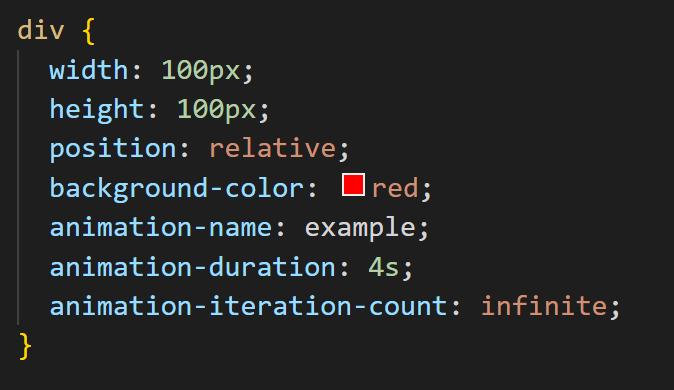 div {
  width: 100px;
  height: 100px;
  position: relative;
  background-color: red;
  animation-name: example;
  animation-duration: 4s;
  animation-iteration-count: infinite;
}